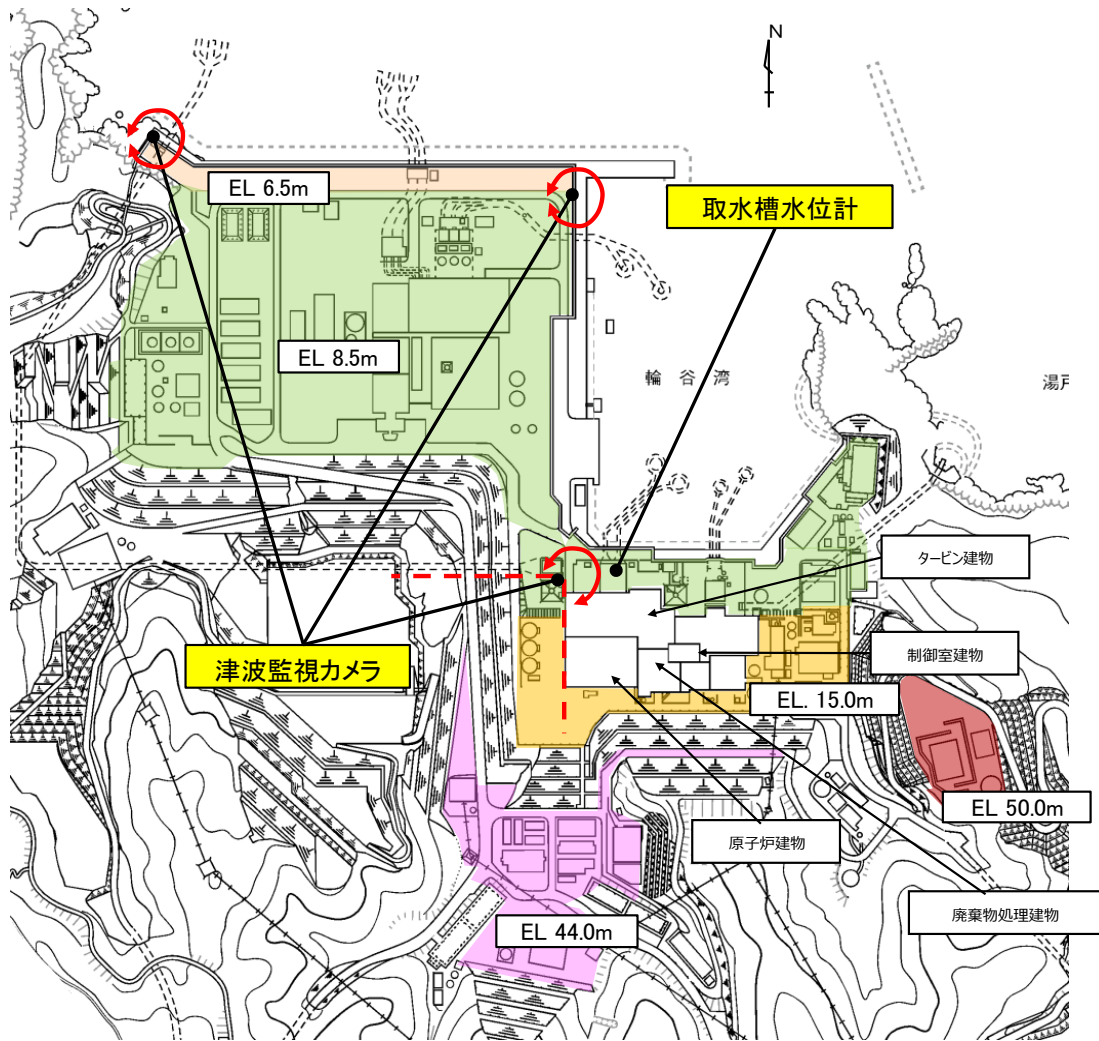 N
EL 6.5m
取水槽水位計
EL 8.5m
輪 谷 湾
湯戸
タービン建物
制御室建物
津波監視カメラ
EL. 15.0m
EL 50.0m
原子炉建物
廃棄物処理建物
EL 44.0m